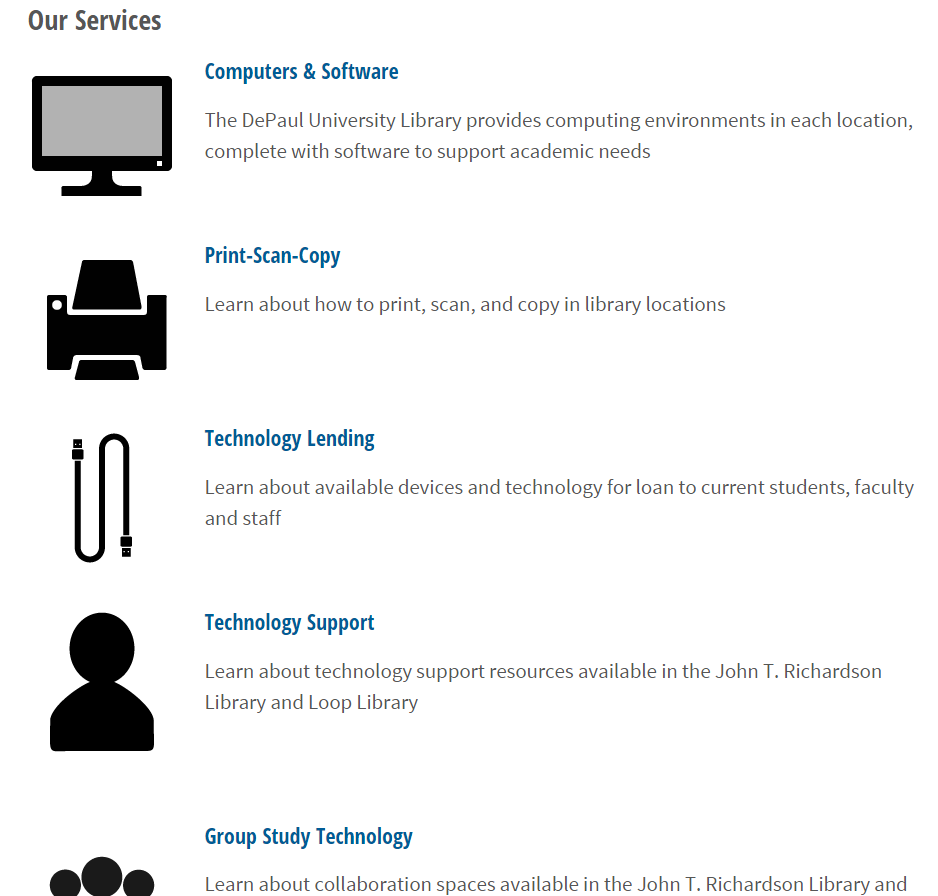 Our Services
Computers & Software
The DePaul University Library provides computing environments in each location,
complete with software to support academic needs
Print-Scan-Copy
Learn about how to print, scan, and copy in library locations
Technology Lending
Learn about available devices and technology for loan to current students, faculty
and staff
Technology Support
Learn about technology support resources available in the John T. Richardson
Library and Loop Library
Group Study Technology
Learn about collaboration spaces available in the John T. Richardson Library and